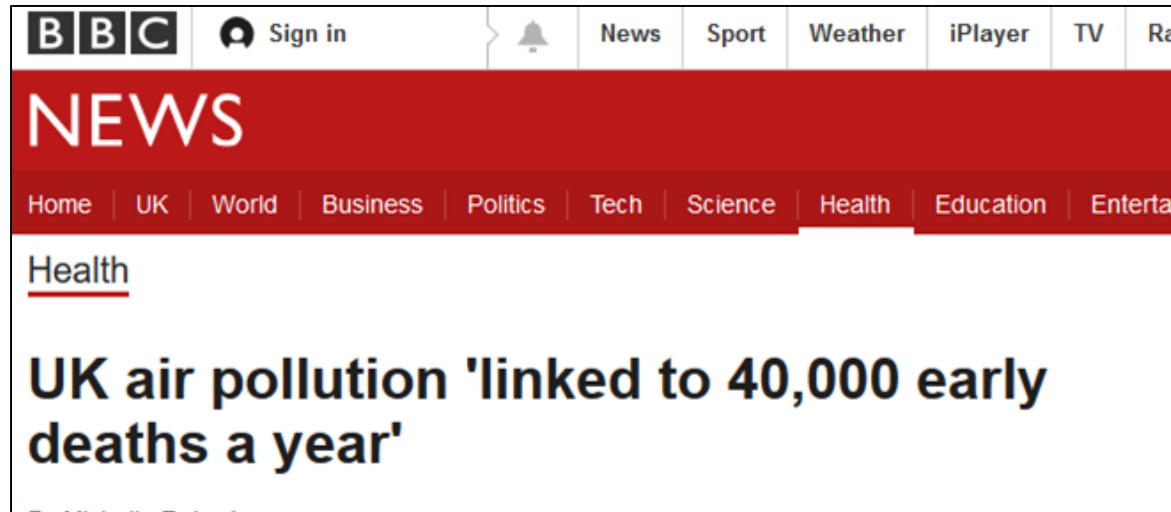 BBC Sign in News Sport Weather iPlayer TV
NEWS
Home UK World Business Politics Tech Science Health Education
Health
UK air pollution 'linked to 40,000 early
deaths a year'